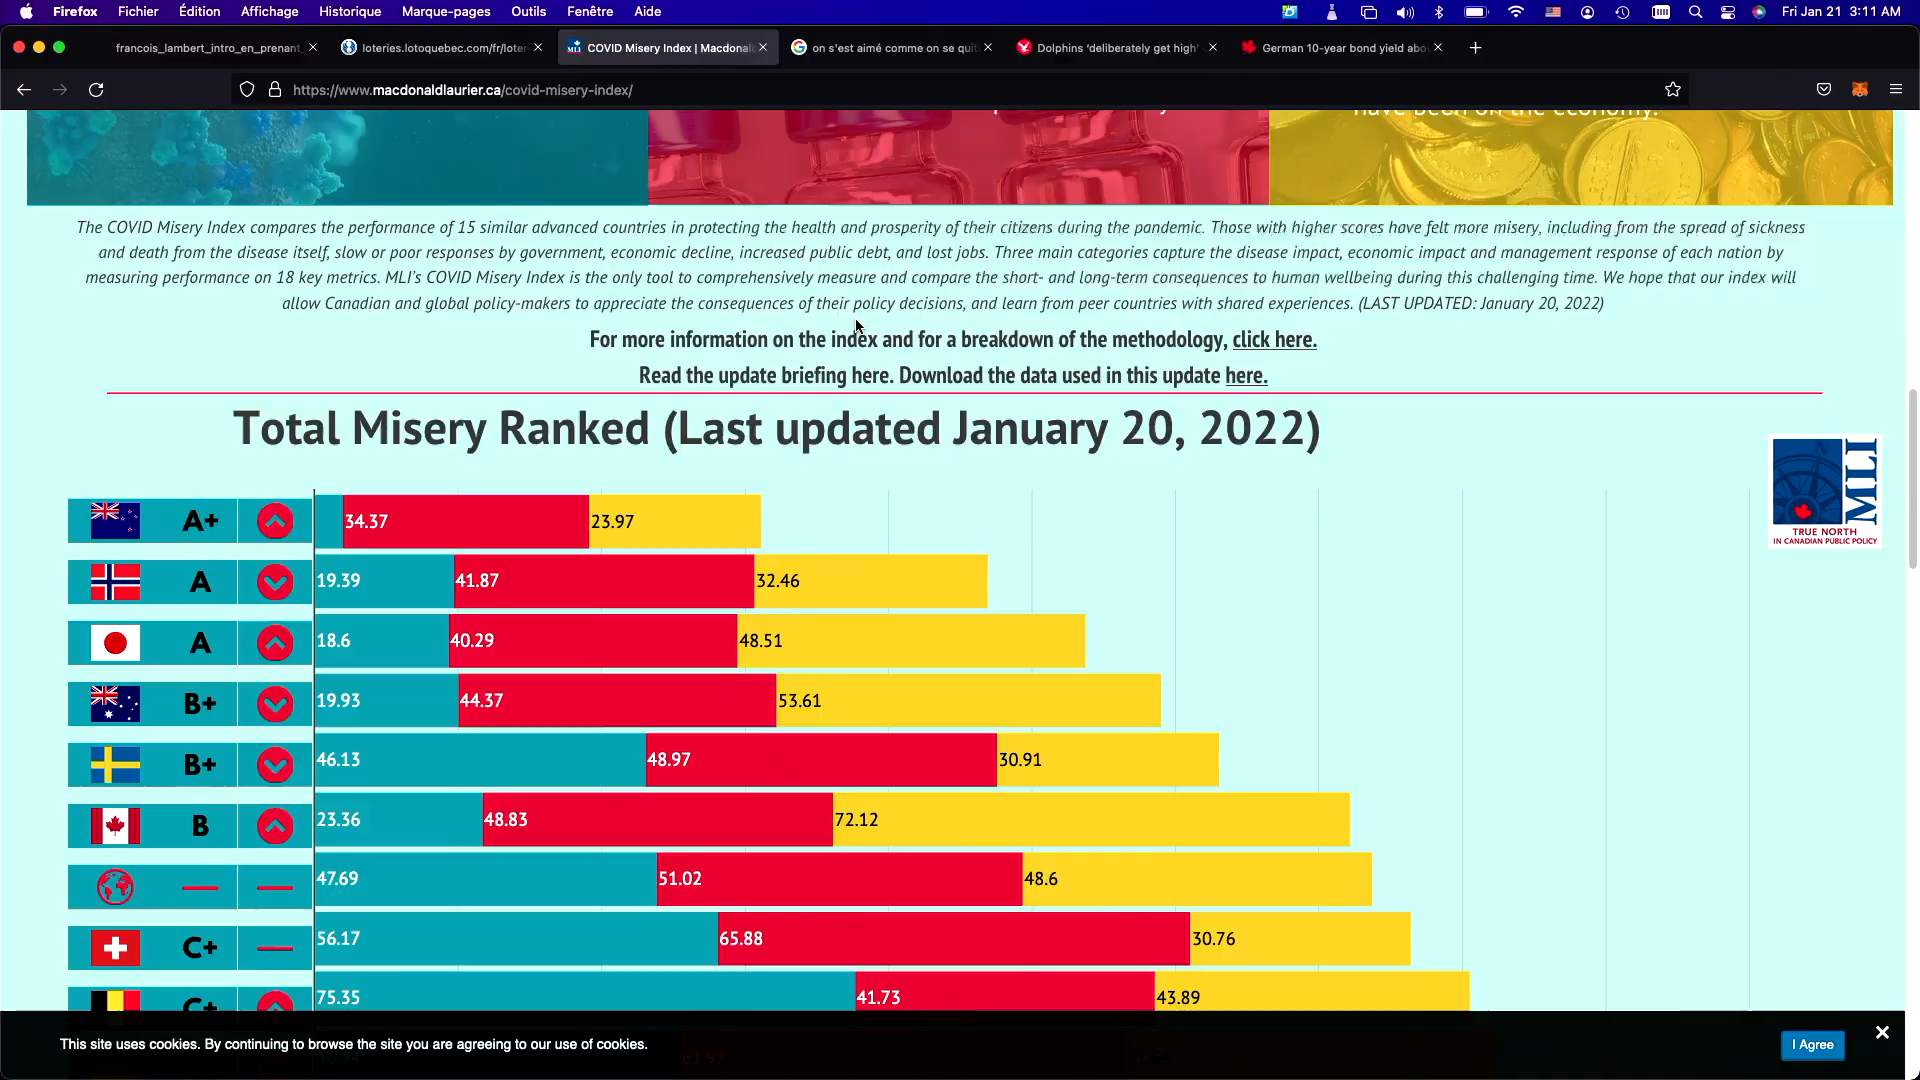 Firefox Fichier Édition Affichage Historique Marque-pages Outils Fenêtre Aide Fri Jan 21 3:11 AM
francois_lambert_intro_en_prenant loteries.lotoquebec.com/fr/loter COVID Misery Index | Macdonal on s'est aimé comme on se quit Dolphins 'deliberately get high' German 10-year bond yield abo
https://www.macdonaldlaurier.ca/covid-misery-index/
have been on the economy.
The COVID Misery Index compares the performance of 15 similar advanced countries in protecting the health and prosperity of their citizens during the pandemic. Those with higher scores have felt more misery, including from the spread of sickness
and death from the disease itself, slow or poor responses by government, economic decline, increased public debt, and lost jobs. Three main categories capture the disease impact, economic impact and management response of each nation by
measuring performance on 18 key metrics. MLI's COVID Misery Index is the only tool to comprehensively measure and compare the short- and long-term consequences to human wellbeing during this challenging time. We hope that our index will
allow Canadian and global policy-makers to appreciate the consequences of their policy decisions, and learn from peer countries with shared experiences. (LAST UPDATED: January 20, 2022)
For more information on the index and for a breakdown of the methodology, click here.
Read the update briefing here. Download the data used in this update here.
Total Misery Ranked (Last updated January 20, 2022)
MLI
TRUE NORTH
IN CANADIAN PUBLIC POLICY
A+ 34.37 23.97
A 19.39 41.87 32.46
A 18.6 40.29 48.51
B+ 19.93 44.37 53.61
B+ 46.13 48.97 30.91
B 23.36 48.83 72.12
47.69 51.02 48.6
C+ 56.17 65.88 30.76
C+ 75.35 41.73 43.89
This site uses cookies. By continuing to browse the site you are agreeing to our use of cookies.
I Agree